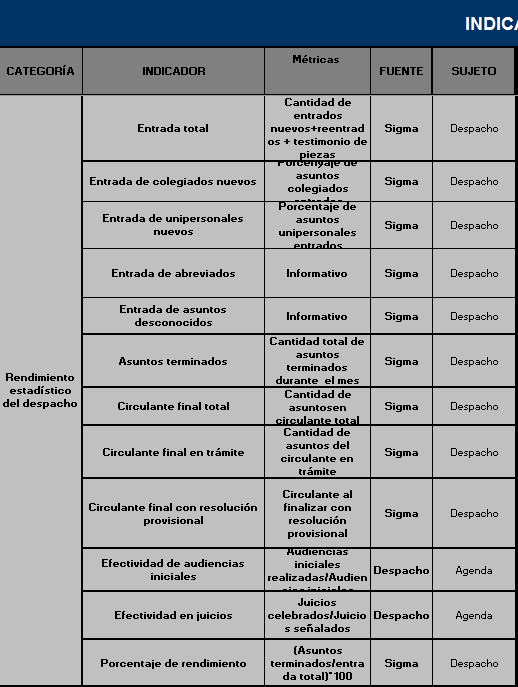 INDICA
CATEGORÍA
INDICADOR
Métricas
FUENTE
SUJETO
Rendimiento
estadístico
del despacho
Entrada total
Cantidad de
entrados
nuevos+reentrad
os + testimonio de
piezas
Sigma
Despacho
Entrada de colegiados nuevos
Porcenyaje de
asuntos
colegiados
Sigma
Despacho
Entrada de unipersonales
nuevos
Porcentaje de
asuntos
unipersonales
entrados
Sigma
Despacho
Entrada de abreviados
Informativo
Sigma
Despacho
Entrada de asuntos
desconocidos
Informativo
Sigma
Despacho
Asuntos terminados
Cantidad total de
asuntos
terminados
durante el mes
Sigma
Despacho
Circulante final total
Cantidad de
asuntosen
circulante total
Sigma
Despacho
Circulante final en trámite
Cantidad de
asuntos del
circulante en
trámite
Sigma
Despacho
Circulante final con resolución
provisional
Circulante al
finalizar con
resolución
provisional
Sigma
Despacho
Efectividad de audiencias
iniciales
Audiencias
iniciales
realizadas/Audien
Despacho
Agenda
Efectividad en juicios
Juicios
celebrados/Juicio
s señalados
Despacho
Agenda
Porcentaje de rendimiento
(Asuntos
terminados/entra
da total)*100
Sigma
Despacho